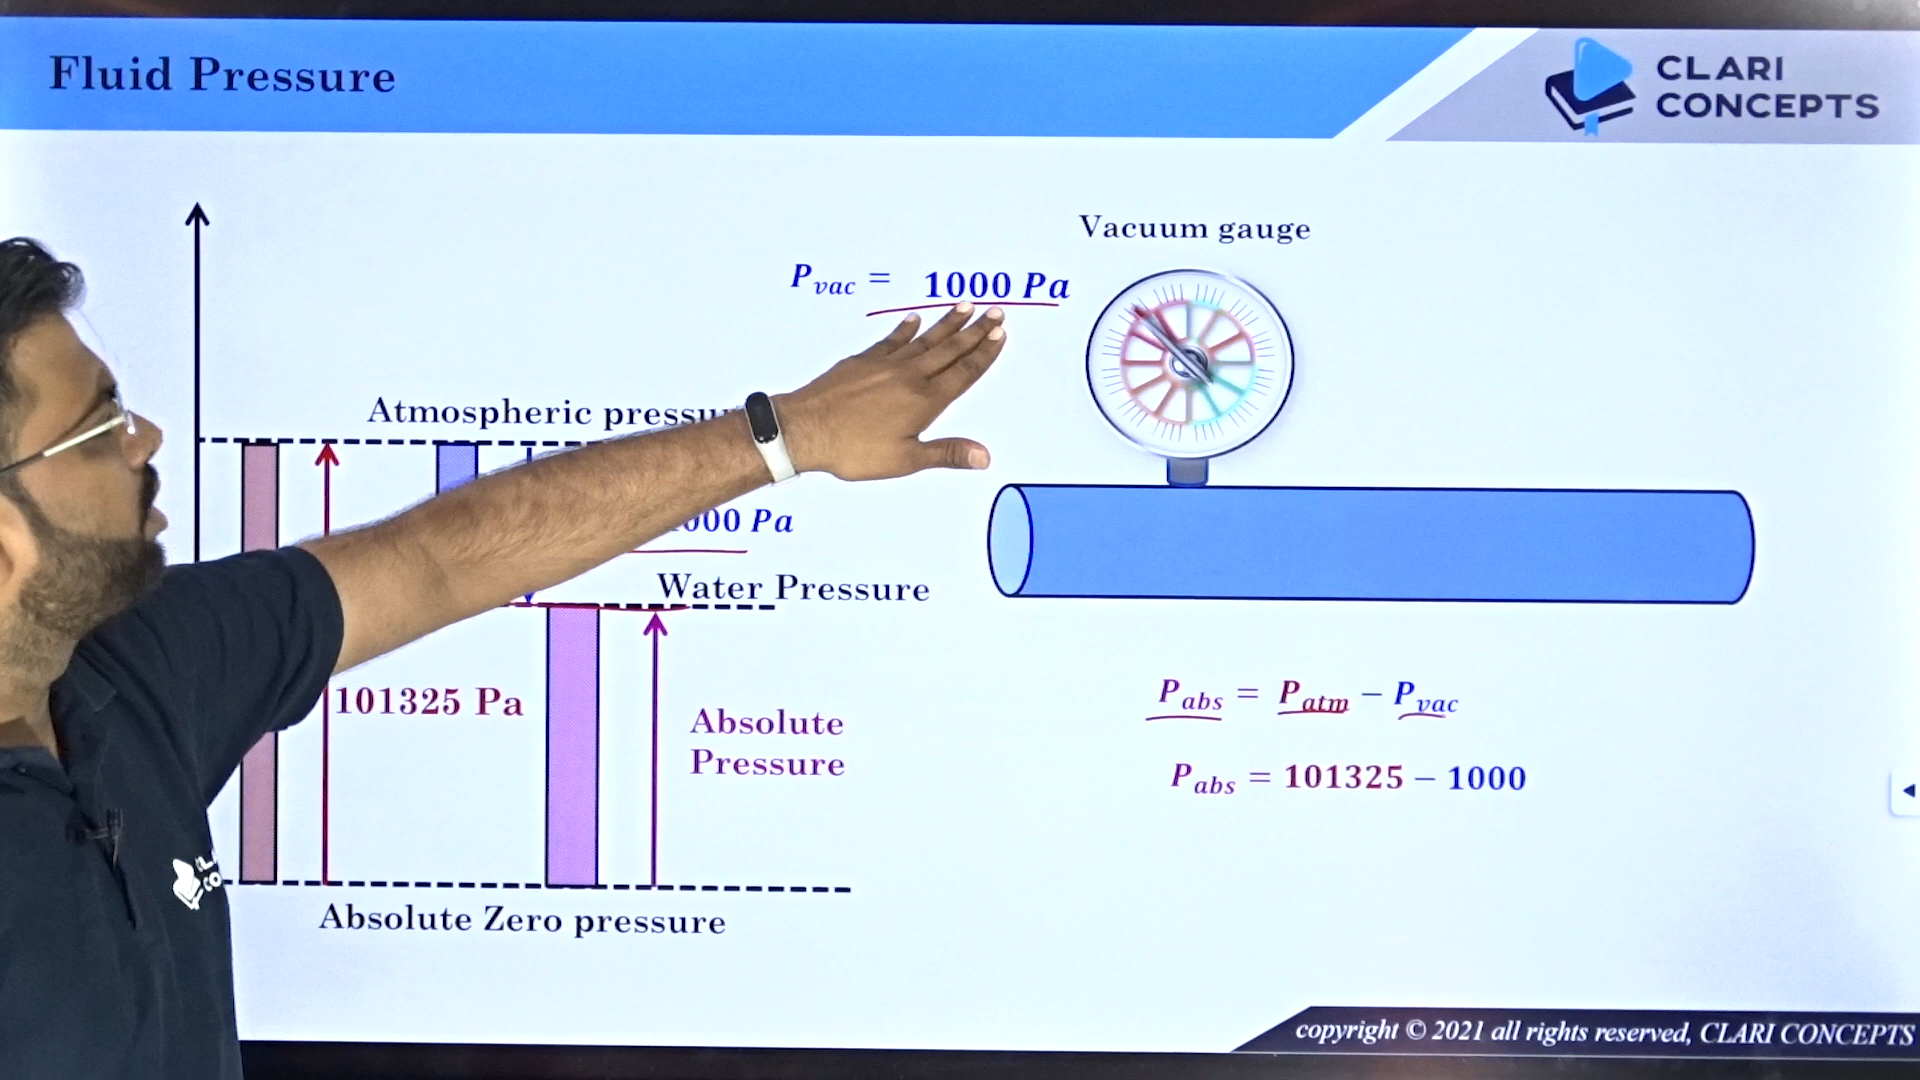 Fluid Pressure
CLARI
CONCEPTS
Vacuum gauge
P_vac = 1000 Pa
Atmospheric
Pa
Water Pressure
101325 Pa
Absolute
Pressure
P_abs = P_atm − P_vac
P_abs = 101325 − 1000
Absolute Zero pressure
copyright © 2021 all rights reserved, CLARI CONCEPTS